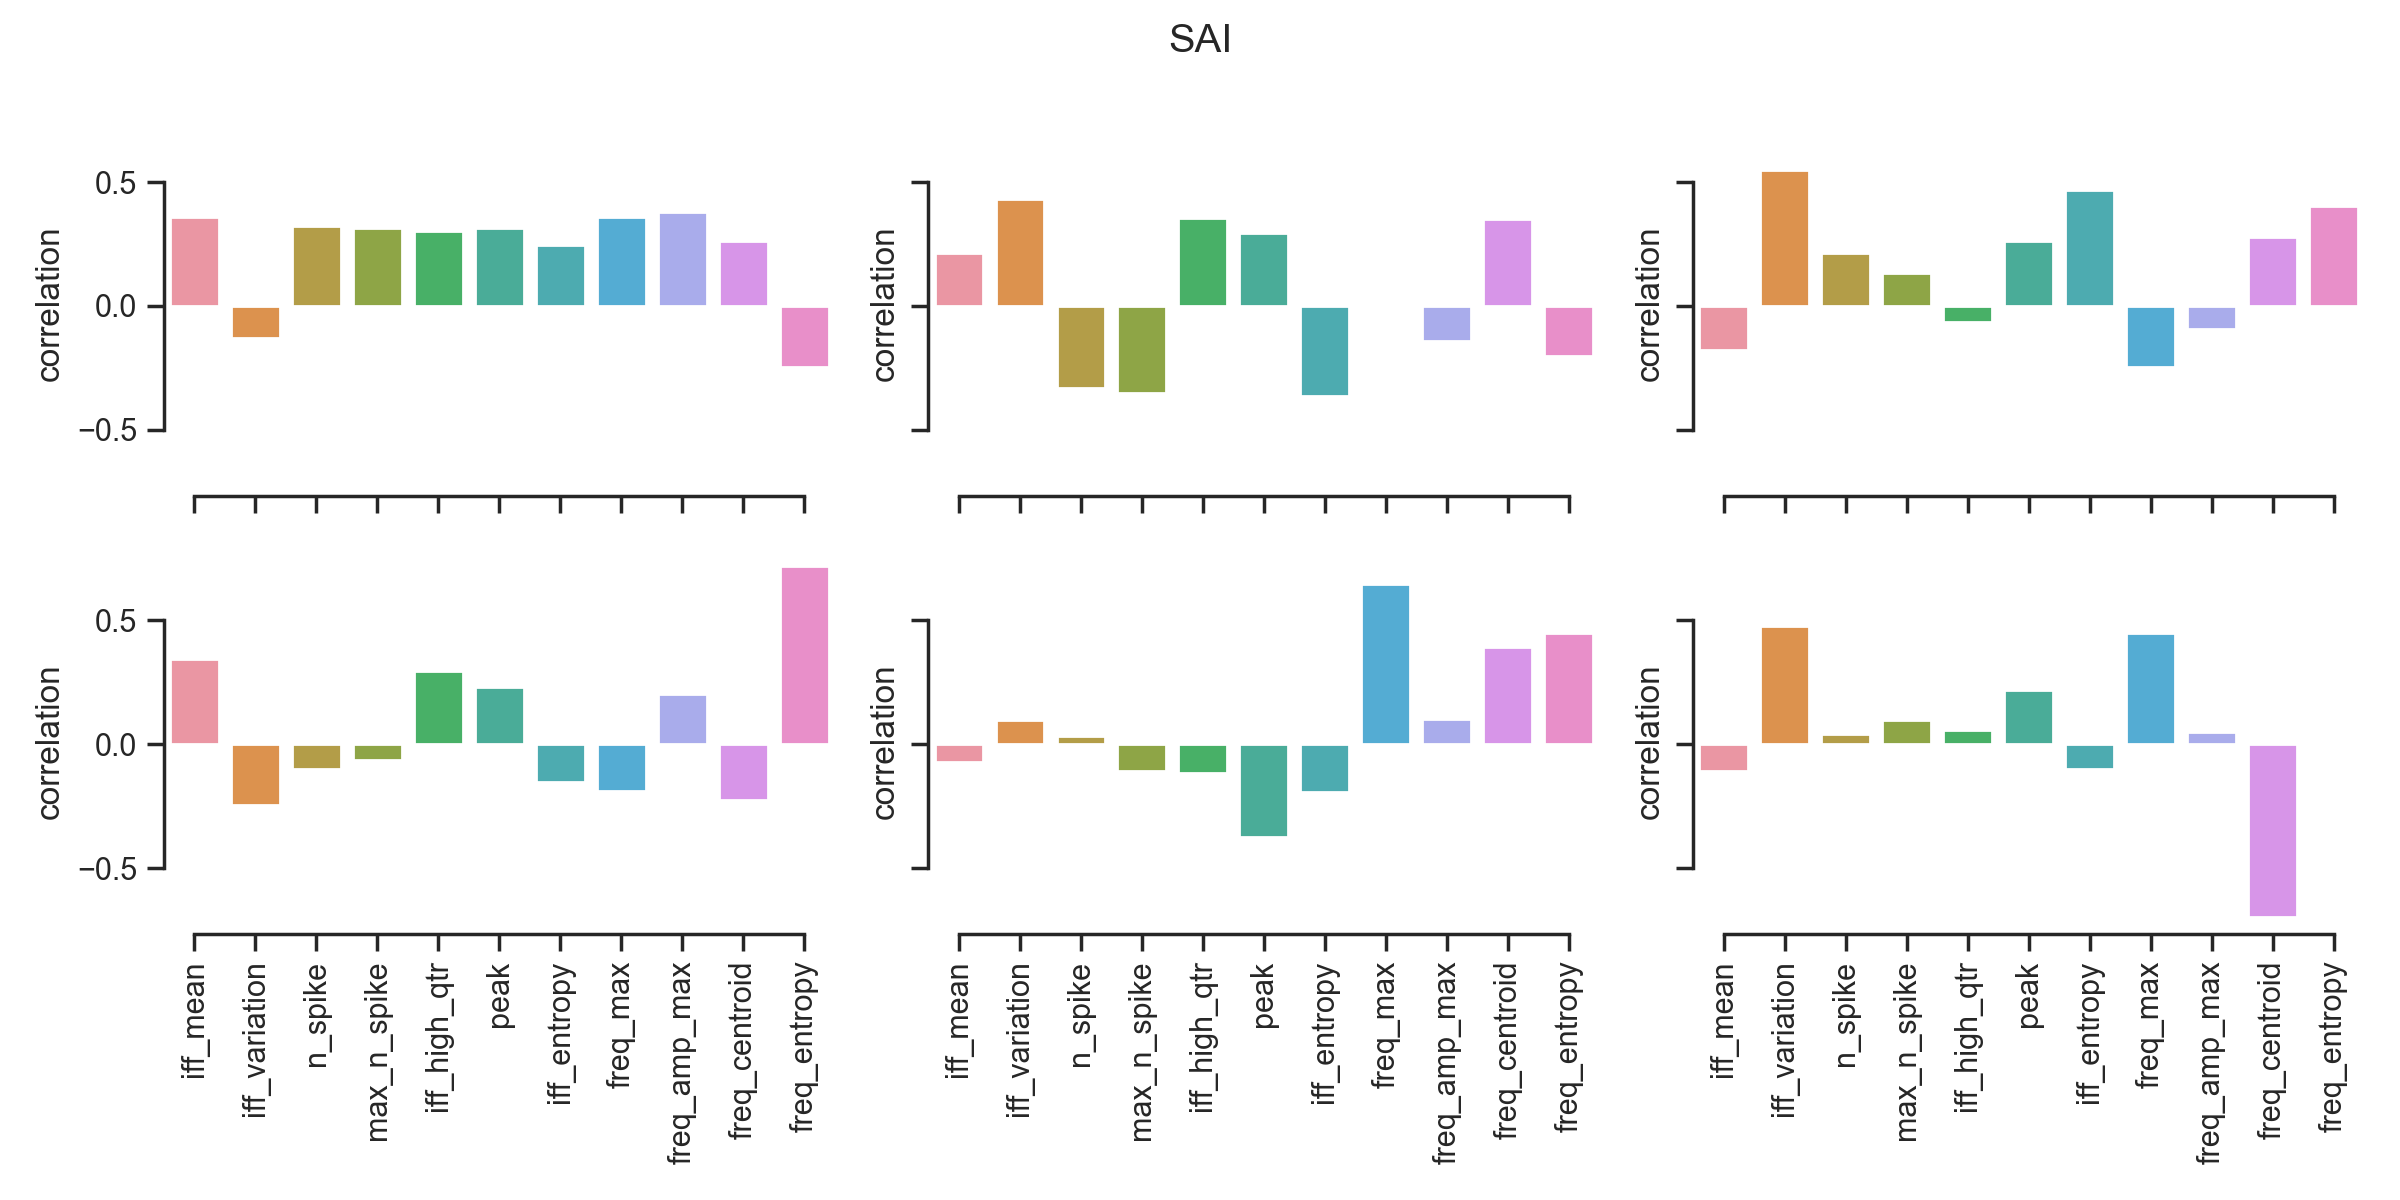 SAI
correlation
0.5
0.0
−0.5
correlation
correlation
correlation
0.5
0.0
−0.5
correlation
correlation
iff_mean
iff_variation
n_spike
max_n_spike
iff_high_qtr
peak
iff_entropy
freq_max
freq_amp_max
freq_centroid
freq_entropy
iff_mean
iff_variation
n_spike
max_n_spike
iff_high_qtr
peak
iff_entropy
freq_max
freq_amp_max
freq_centroid
freq_entropy
iff_mean
iff_variation
n_spike
max_n_spike
iff_high_qtr
peak
iff_entropy
freq_max
freq_amp_max
freq_centroid
freq_entropy